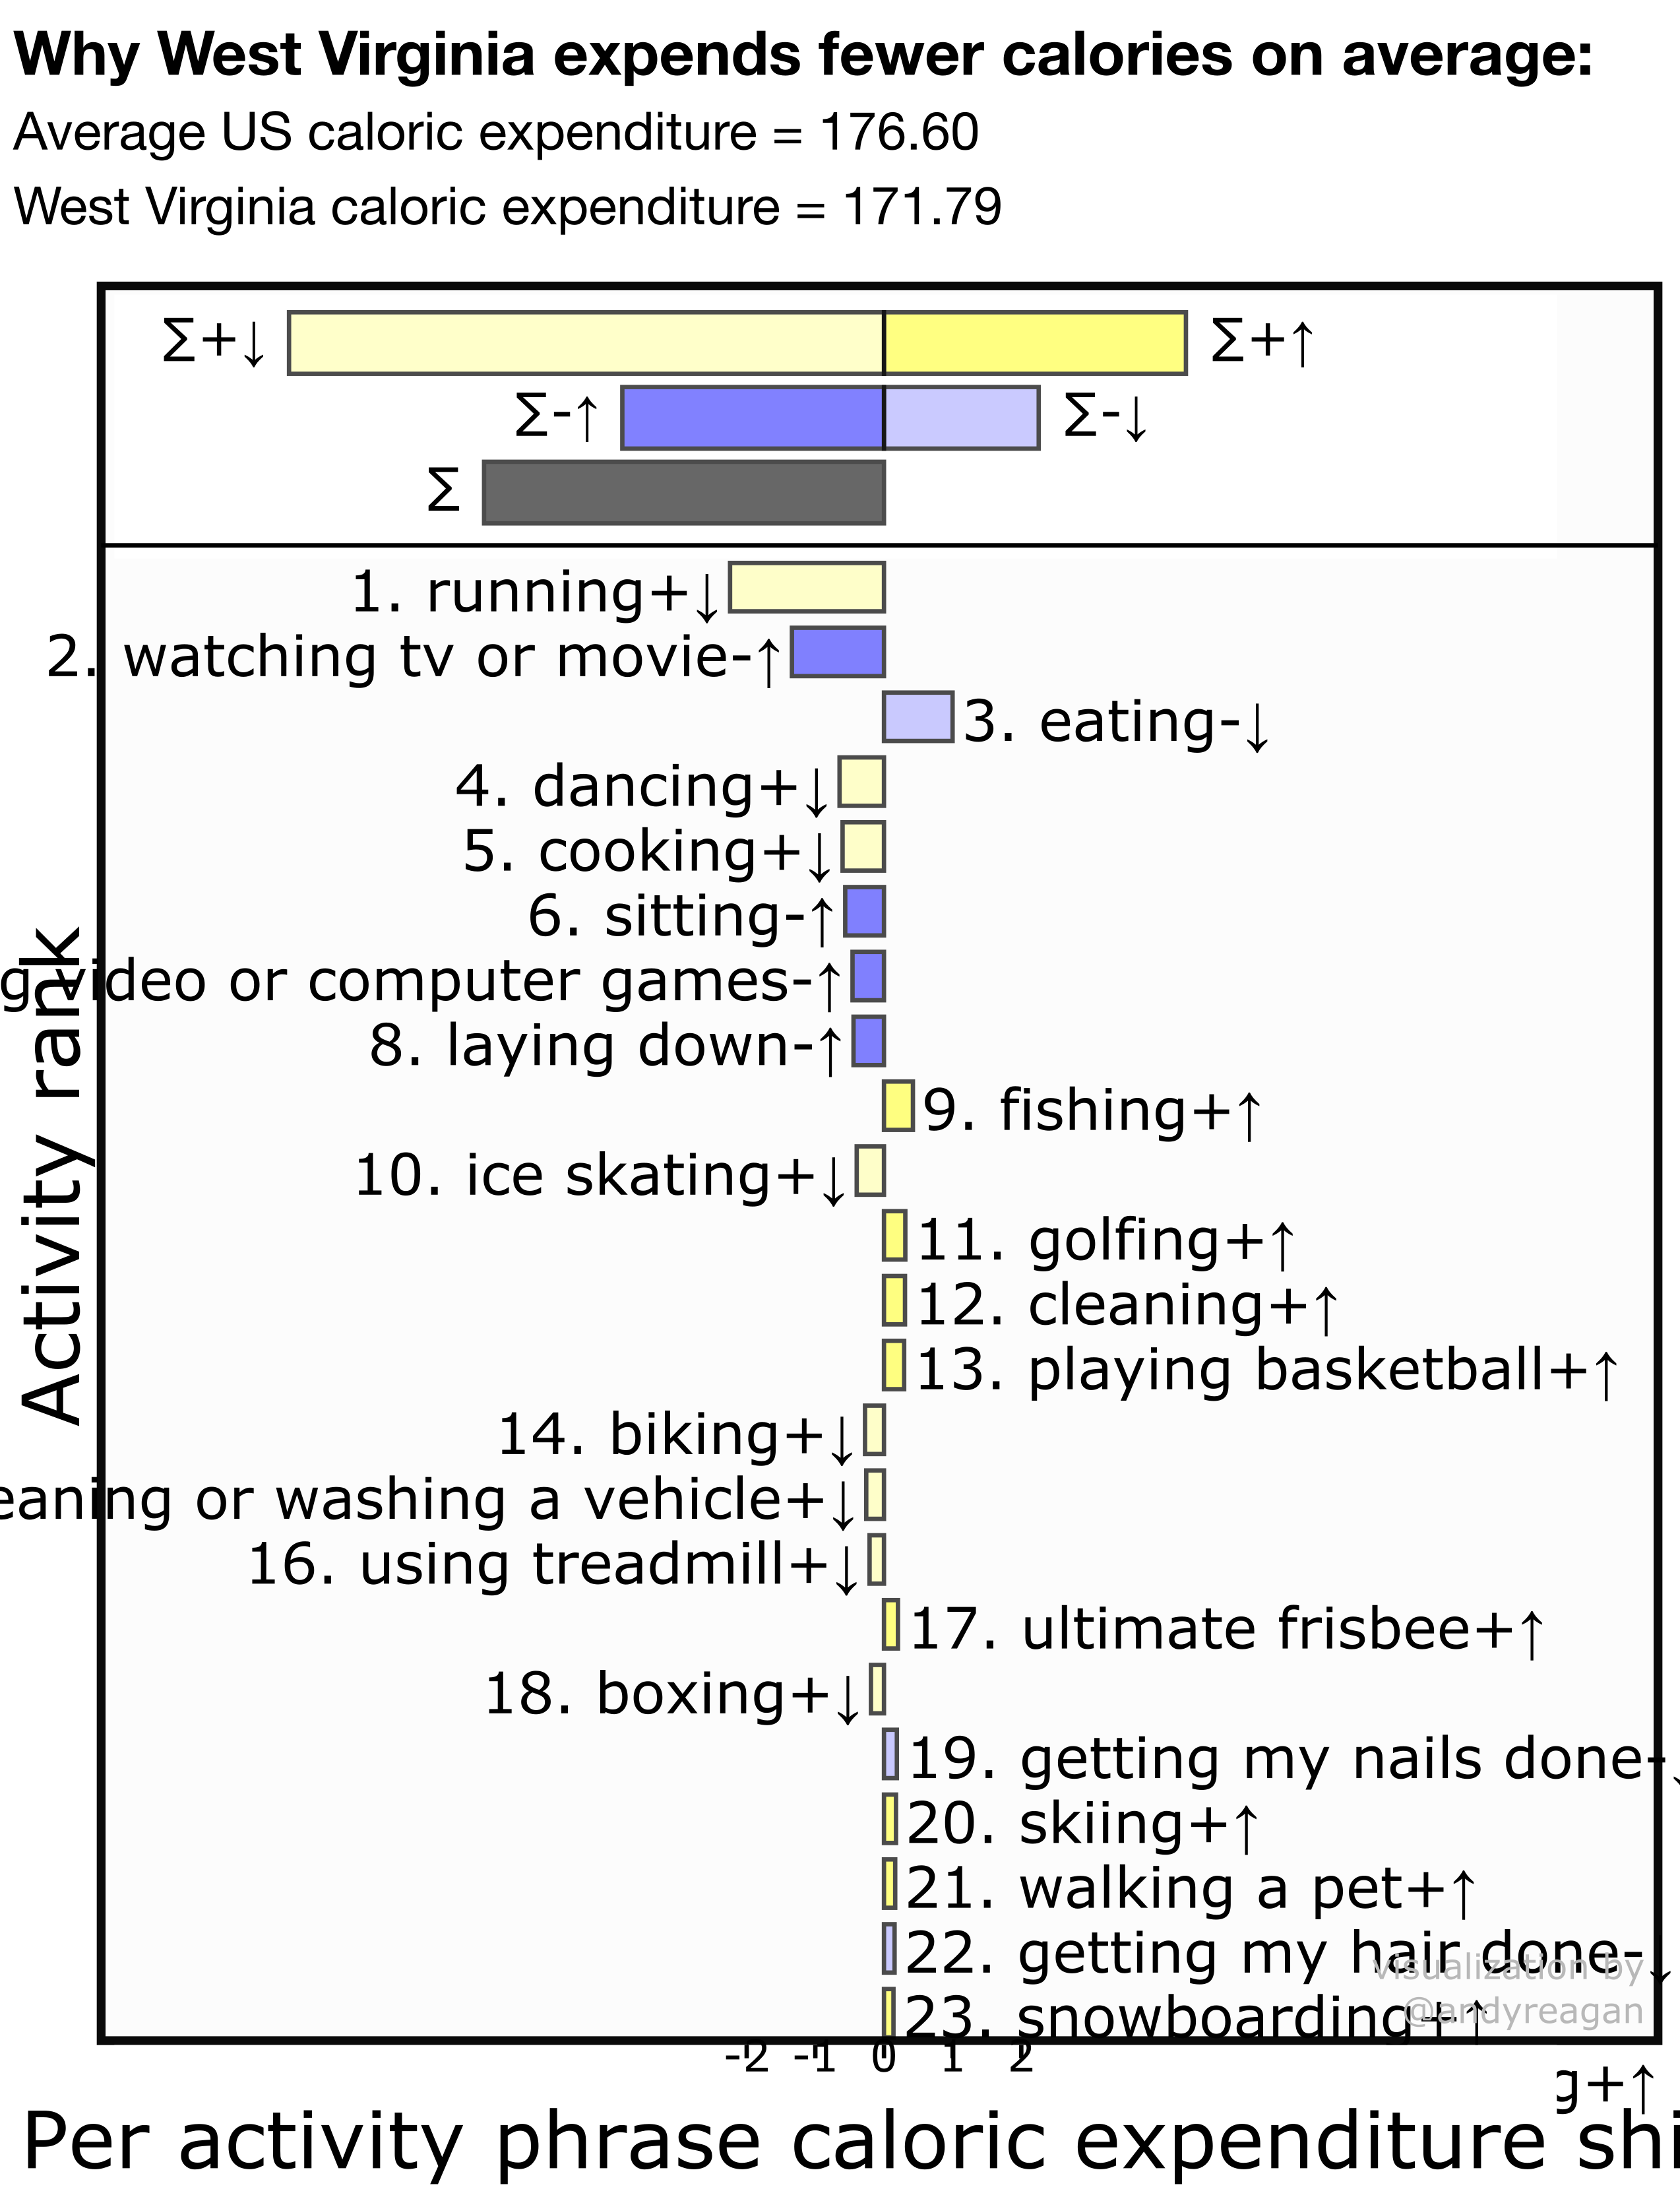 Why West Virginia expends fewer calories on average:
Average US caloric expenditure = 176.60
West Virginia caloric expenditure = 171.79
∑+↓ ∑+↑
∑-↑ ∑-↓
∑
1. running+↓
2. watching tv or movie-↑
3. eating-↓
4. dancing+↓
5. cooking+↓
6. sitting-↑
g video or computer games-↑
8. laying down-↑
9. fishing+↑
10. ice skating+↓
11. golfing+↑
12. cleaning+↑
13. playing basketball+↑
14. biking+↓
eaning or washing a vehicle+↓
16. using treadmill+↓
17. ultimate frisbee+↑
18. boxing+↓
19. getting my nails done-↓
20. skiing+↑
21. walking a pet+↑
22. getting my hair done-↓
23. snowboarding+↑
visualization by
@andyreagan
Activity rank
-2 -1 0 1 2
g+↑
Per activity phrase caloric expenditure shi